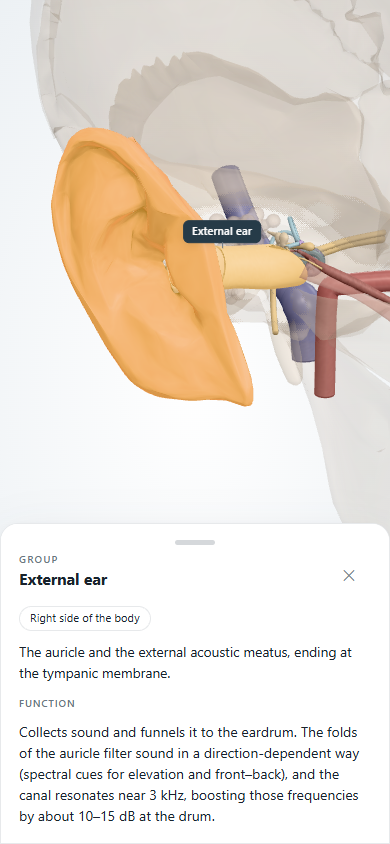 External ear
GROUP
External ear
Right side of the body
The auricle and the external acoustic meatus, ending at
the tympanic membrane.
FUNCTION
Collects sound and funnels it to the eardrum. The folds
of the auricle filter sound in a direction-dependent way
(spectral cues for elevation and front–back), and the
canal resonates near 3 kHz, boosting those frequencies
by about 10–15 dB at the drum.